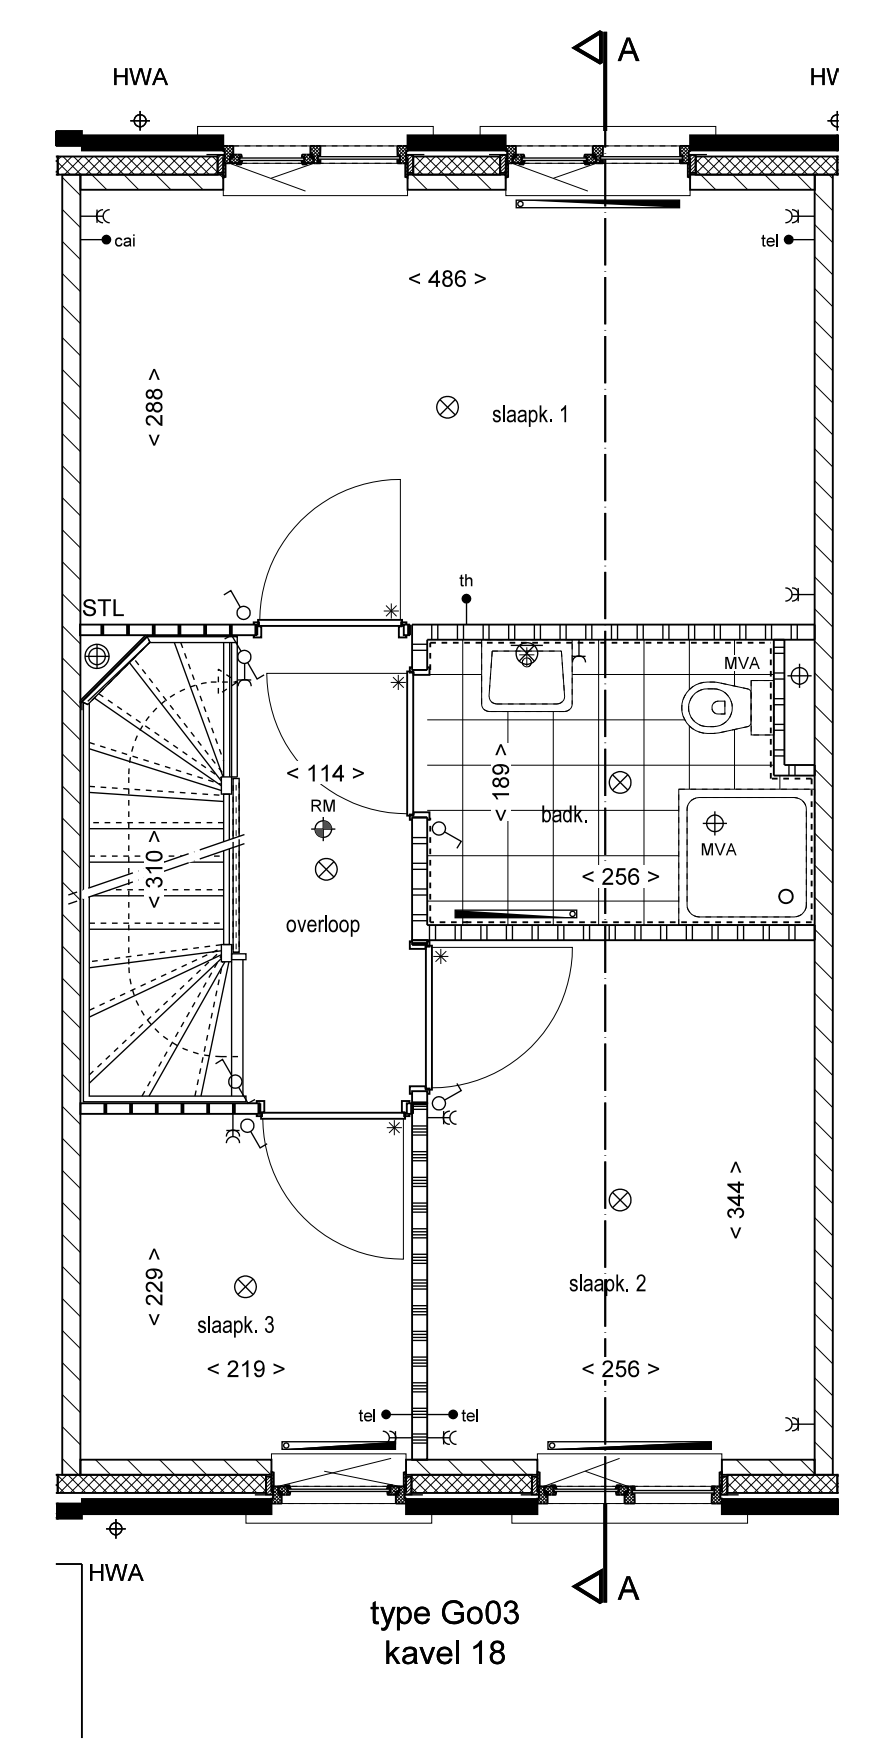 A
HWA
HW
cai
tel
< 486 >
< 288 >
slaapk. 1
th
STL
MVA
< 114 >
< 189 >
RM
badk.
MVA
< 310 >
< 256 >
overloop
< 344 >
< 229 >
slaapk. 2
slaapk. 3
< 219 >
< 256 >
tel
tel
HWA
A
type Go03
kavel 18